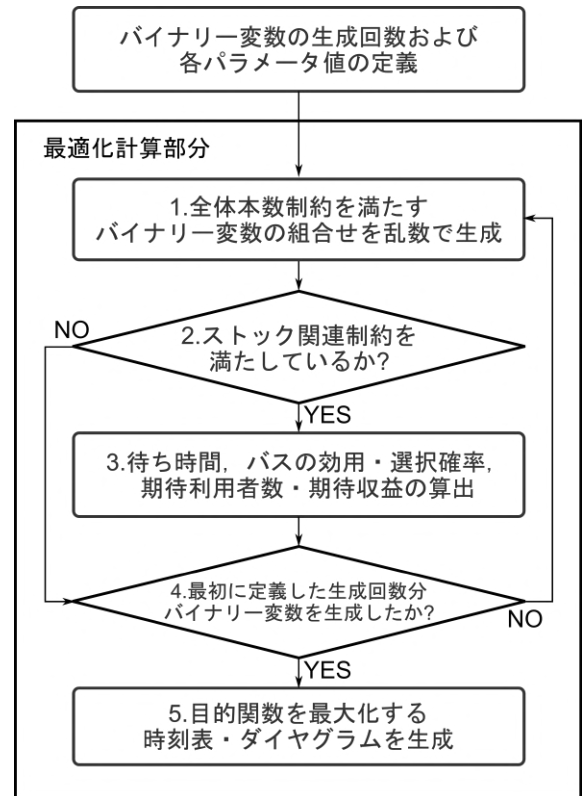 バイナリー変数の生成回数および
各パラメータ値の定義
最適化計算部分
1.全体本数制約を満たす
バイナリー変数の組合せを乱数で生成
NO
2.ストック関連制約を
満たしているか?
YES
3.待ち時間，バスの効用・選択確率，
期待利用者数・期待収益の算出
4.最初に定義した生成回数分
バイナリー変数を生成したか?
NO
YES
5.目的関数を最大化する
時刻表・ダイヤグラムを生成